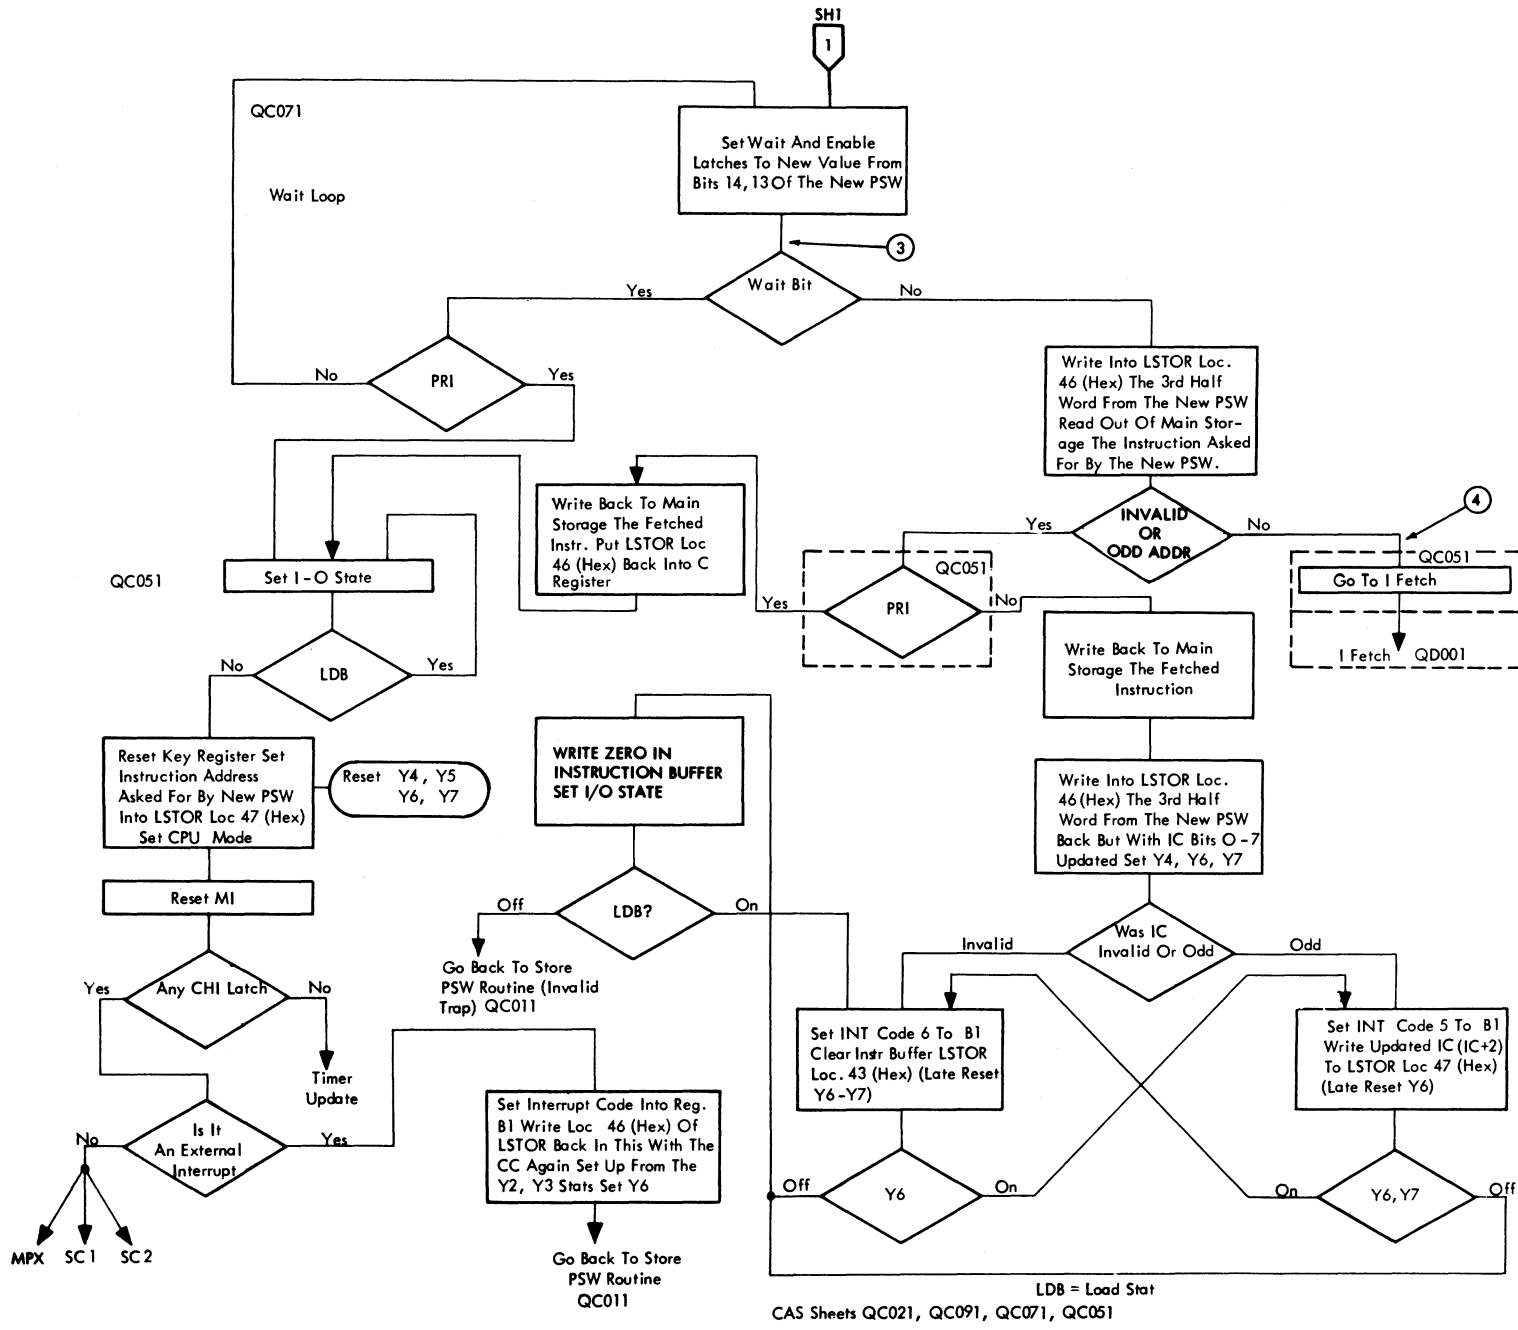 SH1
1
QC071
Set Wait And Enable
Latches To New Value From
Bits 14, 13 Of The New PSW
Wait Loop
3
Wait Bit
Yes
No
PRI
No
Yes
Write Into LSTOR Loc.
46 (Hex) The 3rd Half
Word From The New PSW
Read Out Of Main Stor-
age The Instruction Asked
For By The New PSW.
4
INVALID
OR
ODD ADDR
Yes
No
Write Back To Main
Storage The Fetched
Instr. Put LSTOR Loc
46 (Hex) Back Into C
Register
QC051
PRI
Yes
No
QC051
Go To I Fetch
I Fetch QD001
QC051
Set I-O State
LDB
No
Yes
Write Back To Main
Storage The Fetched
Instruction
Reset Key Register Set
Instruction Address
Asked For By New PSW
Into LSTOR Loc 47 (Hex)
Set CPU Mode
Reset Y4, Y5
Y6, Y7
WRITE ZERO IN
INSTRUCTION BUFFER
SET I/O STATE
Write Into LSTOR Loc.
46 (Hex) The 3rd Half
Word From The New PSW
Back But With IC Bits O-7
Updated Set Y4, Y6, Y7
Reset MI
LDB?
Off
On
Go Back To Store
PSW Routine (Invalid
Trap) QC011
Was IC
Invalid Or Odd
Invalid
Odd
Any CHI Latch
Yes
No
Timer
Update
Set INT Code 6 To B1
Clear Instr Buffer LSTOR
Loc. 43 (Hex) (Late Reset
Y6-Y7)
Set INT Code 5 To B1
Write Updated IC (IC+2)
To LSTOR Loc 47 (Hex)
(Late Reset Y6)
Is It
An External
Interrupt
No
Yes
Set Interrupt Code Into Reg.
B1 Write Loc 46 (Hex) Of
LSTOR Back In This With The
CC Again Set Up From The
Y2, Y3 Stats Set Y6
Y6
Off
On
Y6, Y7
On
Off
MPX SC1 SC2
Go Back To Store
PSW Routine
QC011
LDB = Load Stat
CAS Sheets QC021, QC091, QC071, QC051